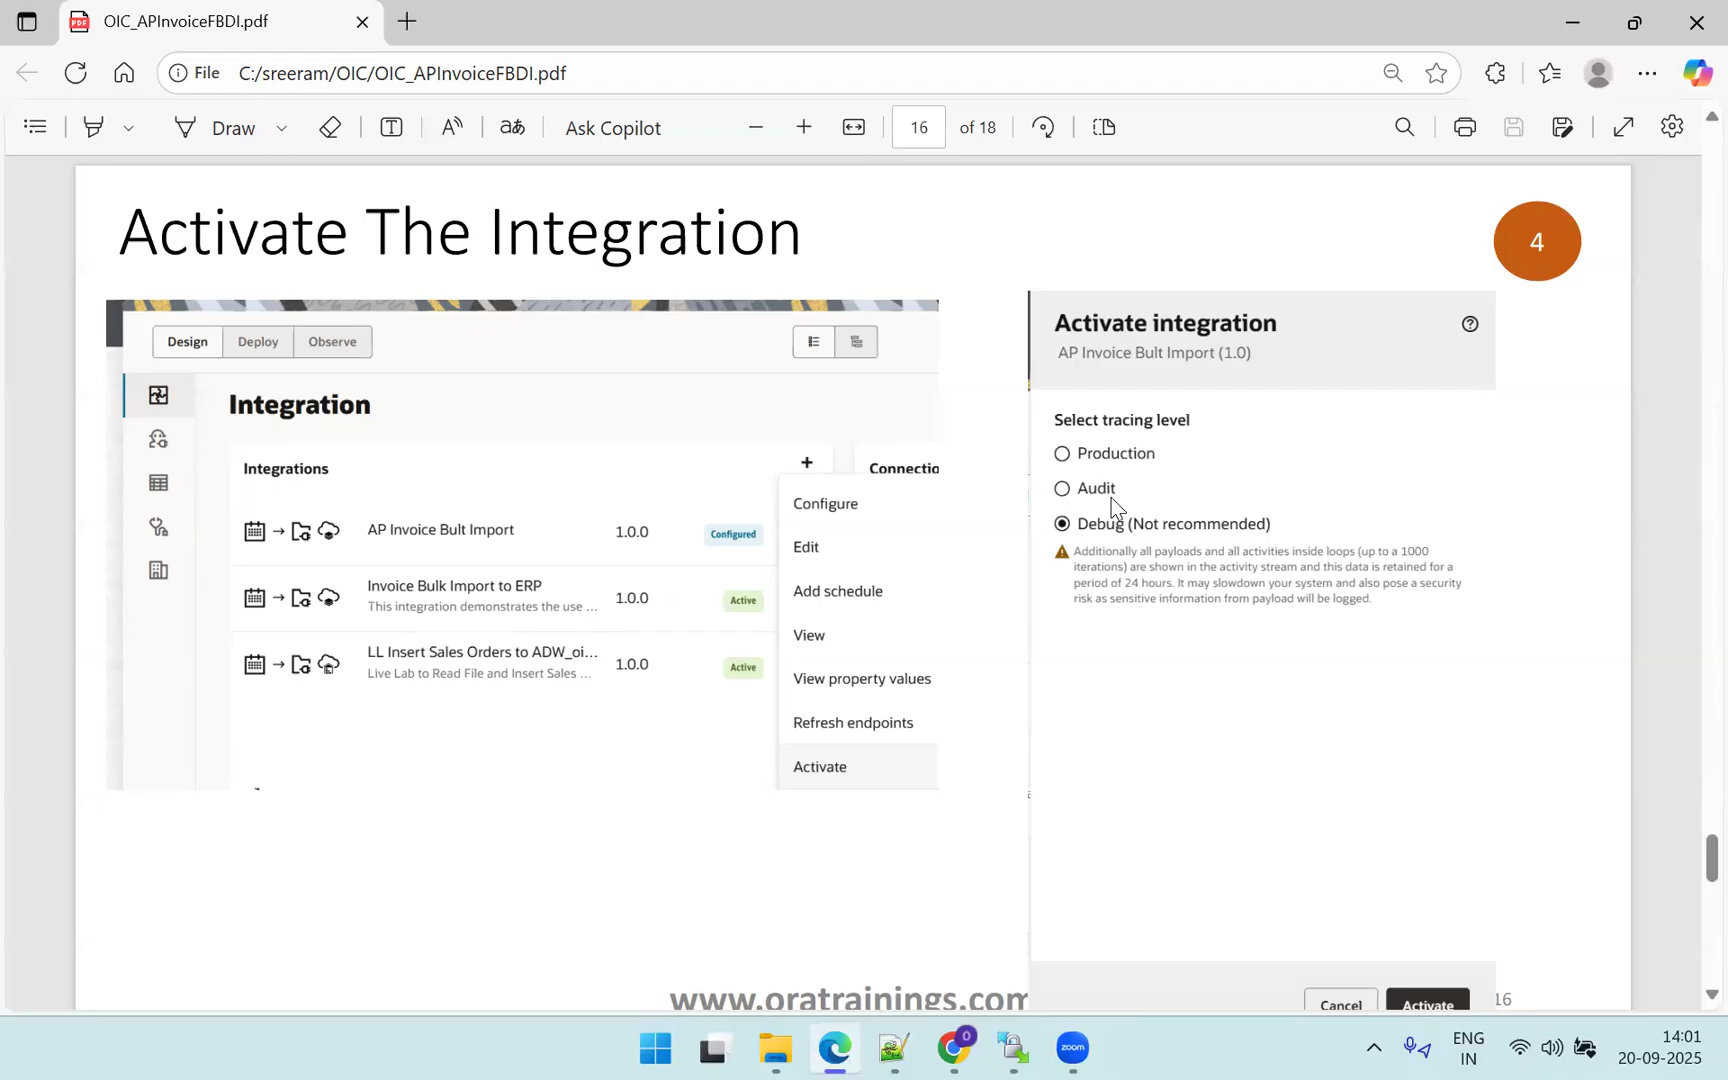 OIC_APInvoiceFBDI.pdf
File C:/sreeram/OIC/OIC_APInvoiceFBDI.pdf
Draw
Ask Copilot
16 of 18
Activate The Integration
4
Design Deploy Observe
Integration
Integrations
Connectio
AP Invoice Bult Import 1.0.0 Configured
Invoice Bulk Import to ERP 1.0.0 Active
This integration demonstrates the use ...
LL Insert Sales Orders to ADW_oi... 1.0.0 Active
Live Lab to Read File and Insert Sales ...
Configure
Edit
Add schedule
View
View property values
Refresh endpoints
Activate
Activate integration
AP Invoice Bult Import (1.0)
Select tracing level
Production
Audit
Debug (Not recommended)
Additionally all payloads and all activities inside loops (up to a 1000
iterations) are shown in the activity stream and this data is retained for a
period of 24 hours. It may slowdown your system and also pose a security
risk as sensitive information from payload will be logged.
Cancel Activate
www.oratrainings.com
16
0
zoom
ENG
IN
14:01
20-09-2025